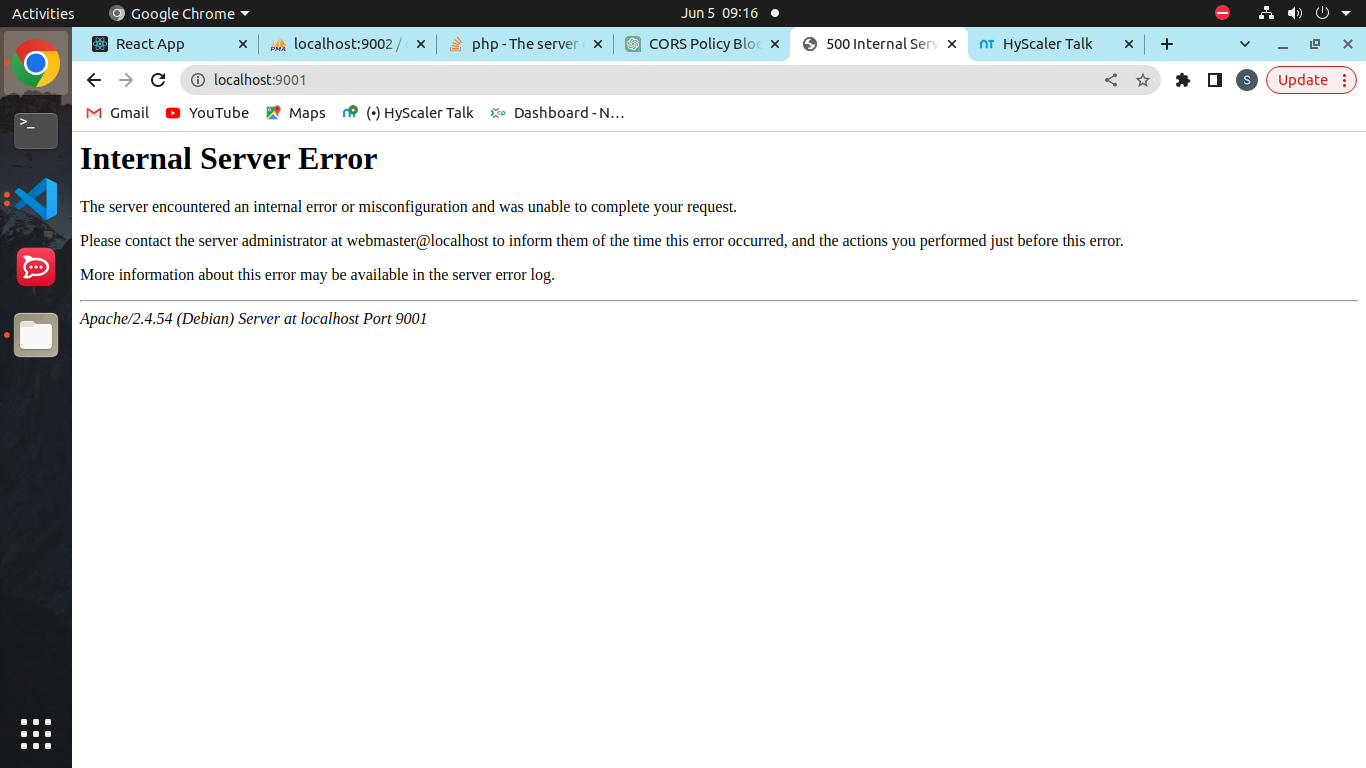 Activities Google Chrome Jun 5 09:16
React App localhost:9002 / php - The server CORS Policy Bloc 500 Internal Serv HyScaler Talk
localhost:9001 S Update
Gmail YouTube Maps (•) HyScaler Talk Dashboard - N…
Internal Server Error
The server encountered an internal error or misconfiguration and was unable to complete your request.
Please contact the server administrator at webmaster@localhost to inform them of the time this error occurred, and the actions you performed just before this error.
More information about this error may be available in the server error log.
Apache/2.4.54 (Debian) Server at localhost Port 9001